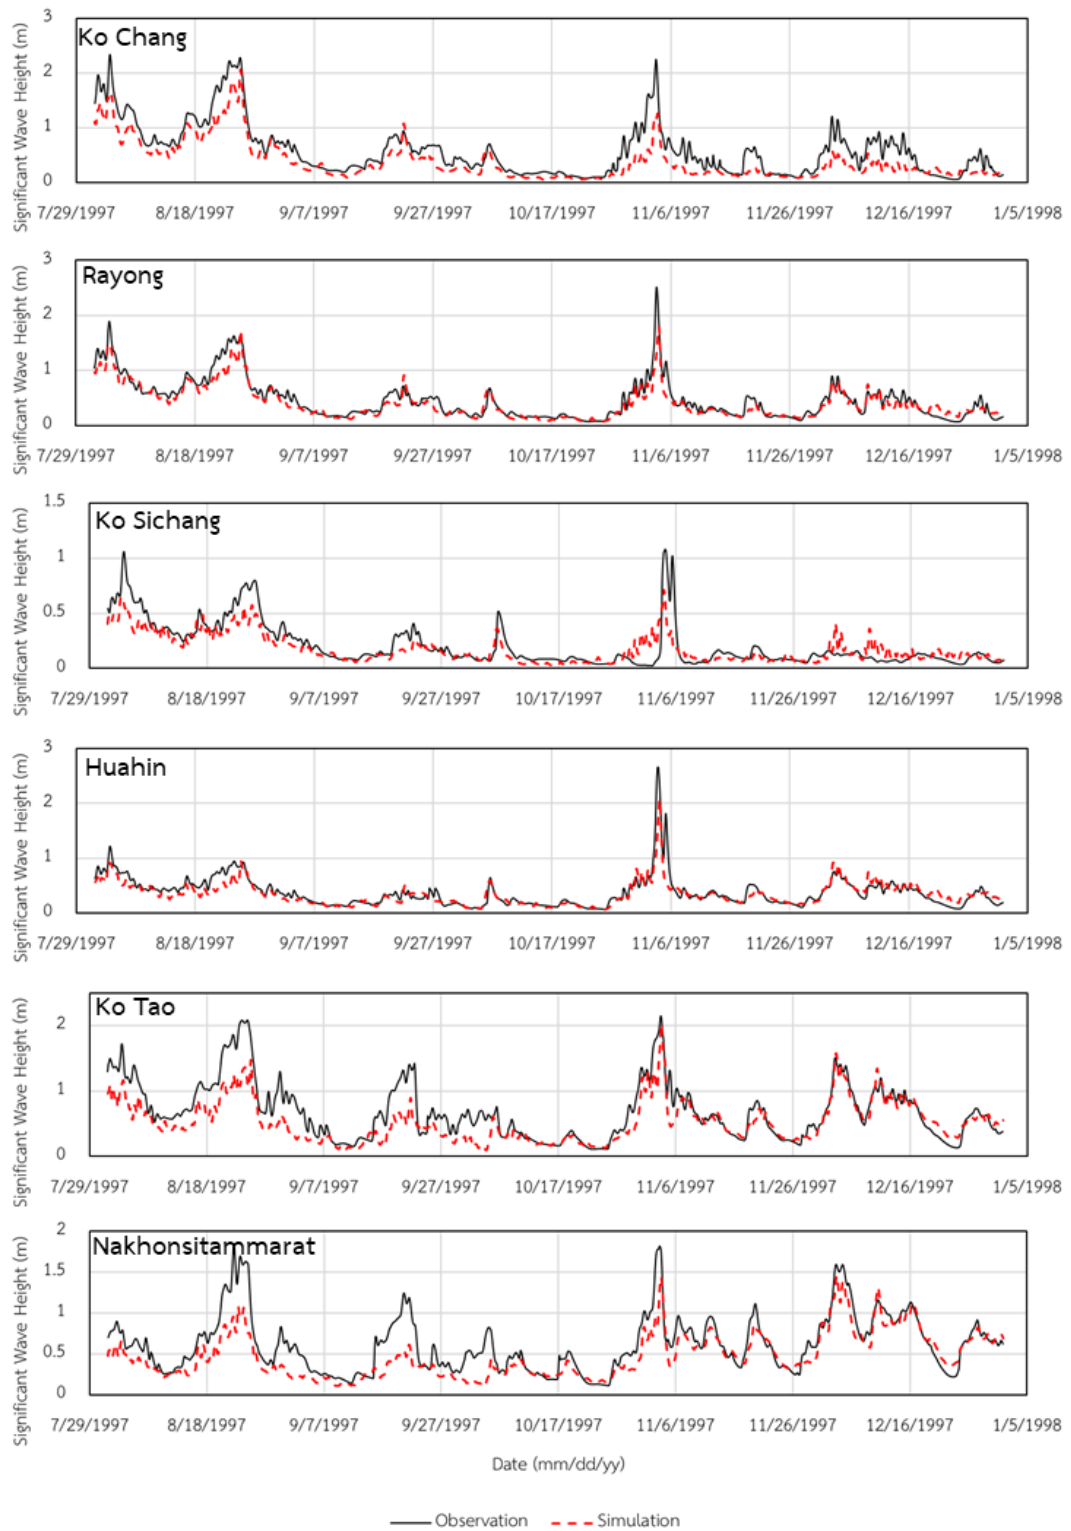 Significant Wave Height (m)
Ko Chang
3
2
1
0
7/29/1997 8/18/1997 9/7/1997 9/27/1997 10/17/1997 11/6/1997 11/26/1997 12/16/1997 1/5/1998
Significant Wave Height (m)
Rayong
3
2
1
0
7/29/1997 8/18/1997 9/7/1997 9/27/1997 10/17/1997 11/6/1997 11/26/1997 12/16/1997 1/5/1998
Significant Wave Height (m)
Ko Sichang
1.5
1
0.5
0
7/29/1997 8/18/1997 9/7/1997 9/27/1997 10/17/1997 11/6/1997 11/26/1997 12/16/1997 1/5/1998
Significant Wave Height (m)
Huahin
3
2
1
0
7/29/1997 8/18/1997 9/7/1997 9/27/1997 10/17/1997 11/6/1997 11/26/1997 12/16/1997 1/5/1998
Significant Wave Height (m)
Ko Tao
2
1
0
7/29/1997 8/18/1997 9/7/1997 9/27/1997 10/17/1997 11/6/1997 11/26/1997 12/16/1997 1/5/1998
Significant Wave Height (m)
Nakhonsitammarat
2
1.5
1
0.5
0
7/29/1997 8/18/1997 9/7/1997 9/27/1997 10/17/1997 11/6/1997 11/26/1997 12/16/1997 1/5/1998
Date (mm/dd/yy)
Observation Simulation